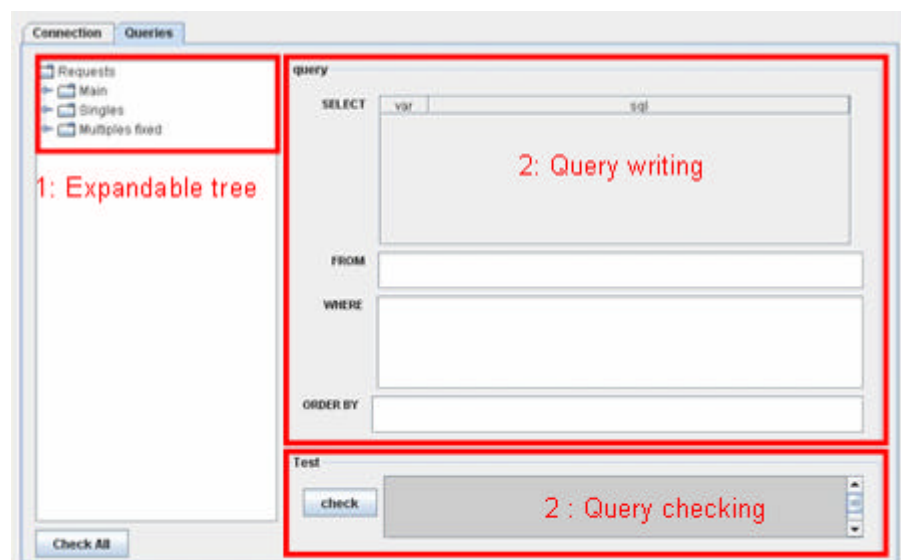 Connection Queries
Requests
Main
Singles
Multiples fixed
1: Expandable tree
query
SELECT var sql
2: Query writing
FROM
WHERE
ORDER BY
Test
check
2 : Query checking
Check All